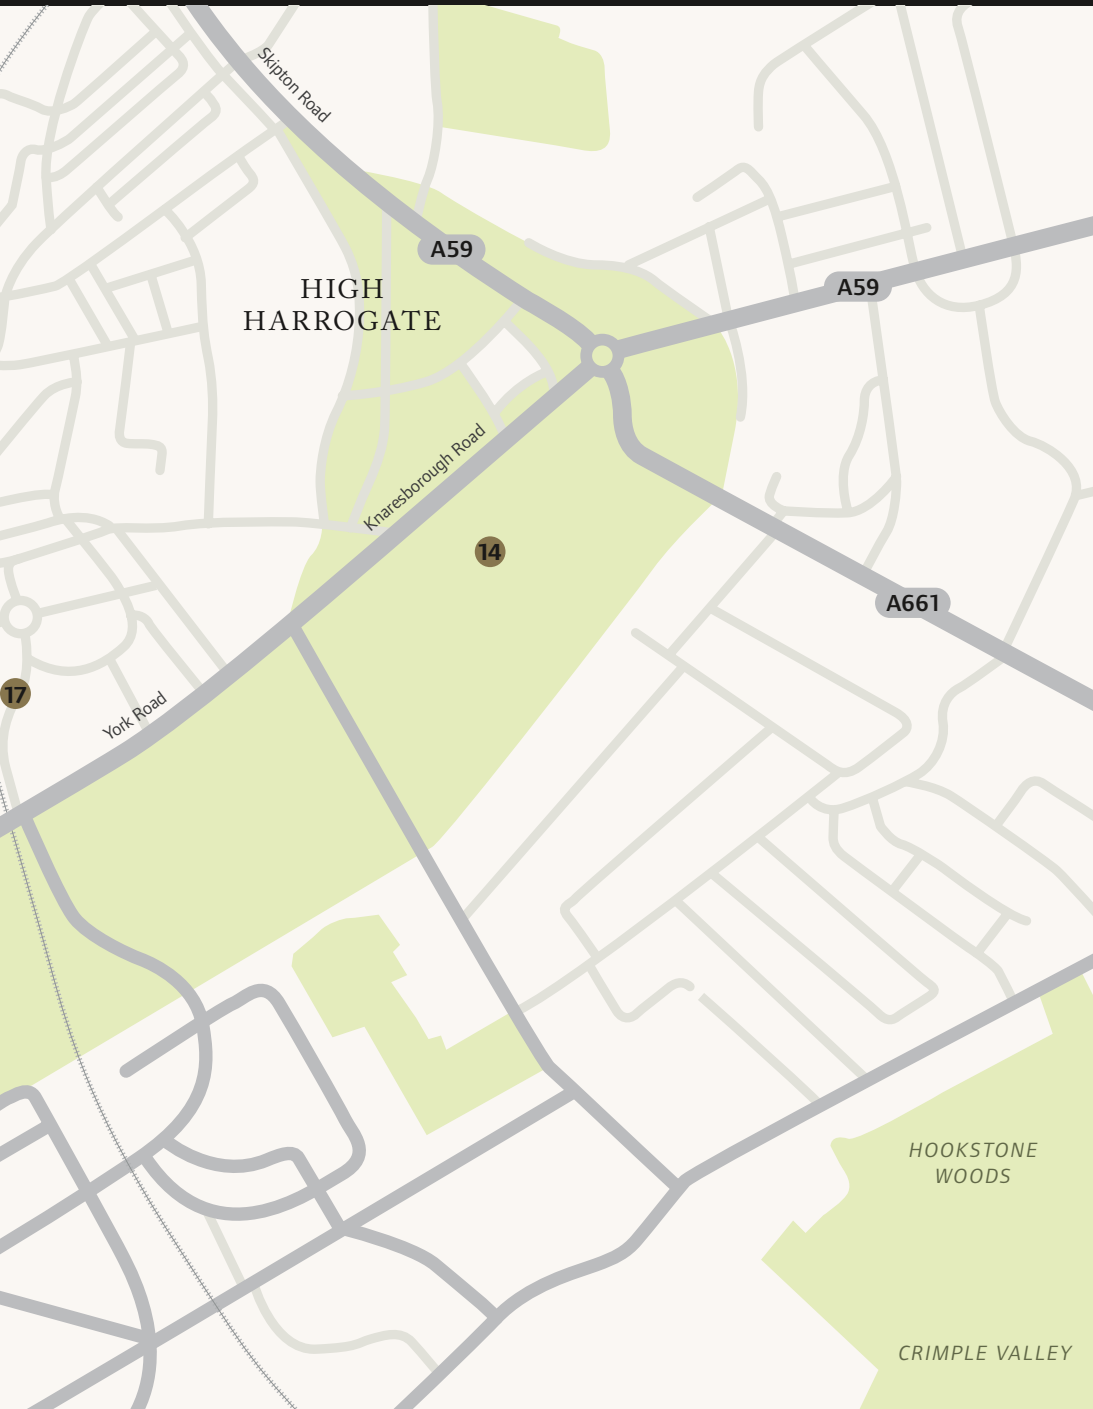 Skipton Road
A59
A59
HIGH
HARROGATE
Knaresborough Road
14
A661
17
York Road
HOOKSTONE
WOODS
CRIMPLE VALLEY